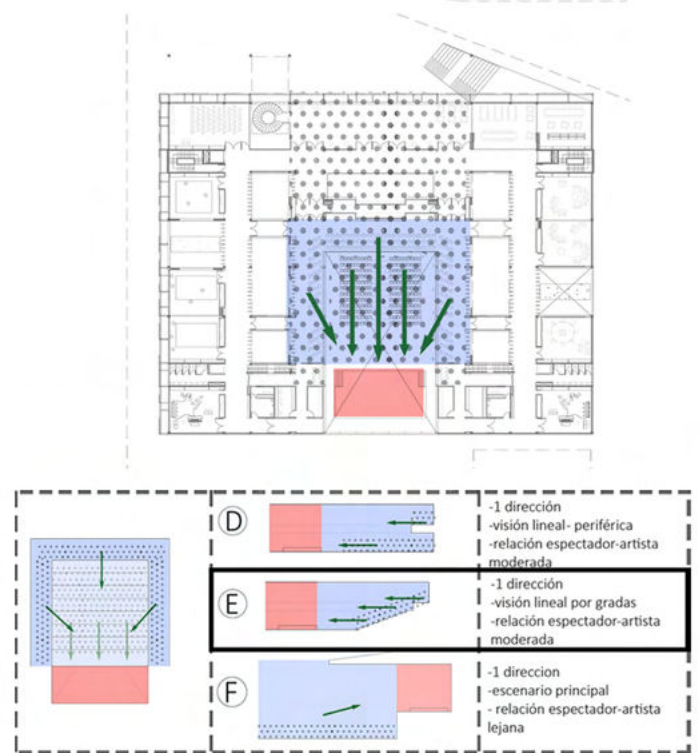 D
-1 dirección
-visión lineal- periférica
-relación espectador-artista
moderada
E
-1 dirección
-visión lineal por gradas
-relación espectador-artista
moderada
F
-1 direccion
-escenario principal
- relación espectador-artista
lejana